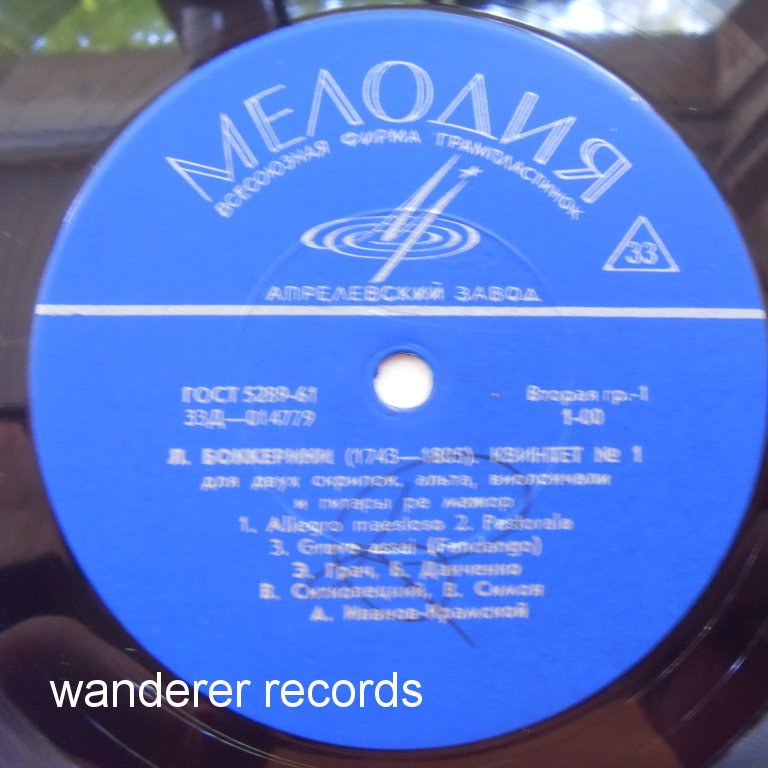 МЕЛОДИЯ
ВСЕСОЮЗНАЯ ФИРМА ГРАМПЛАСТИНОК
33
АПРЕЛЕВСКИЙ ЗАВОД
ГОСТ 5289-61
Вторая гр.-1
33Д—014779
1-00
Л. БОККЕРИНИ (1743—1805). КВИНТЕТ № 1
для двух скрипок, альта, виолончели
и гитары ре мажор
1. Allegro maestoso 2. Pastorale
3. Grave assai (Fandango)
Э. Грач, Е. Данченко
В. Ситковецкий, В. Симон
А. Иванов-Крамской
wanderer records